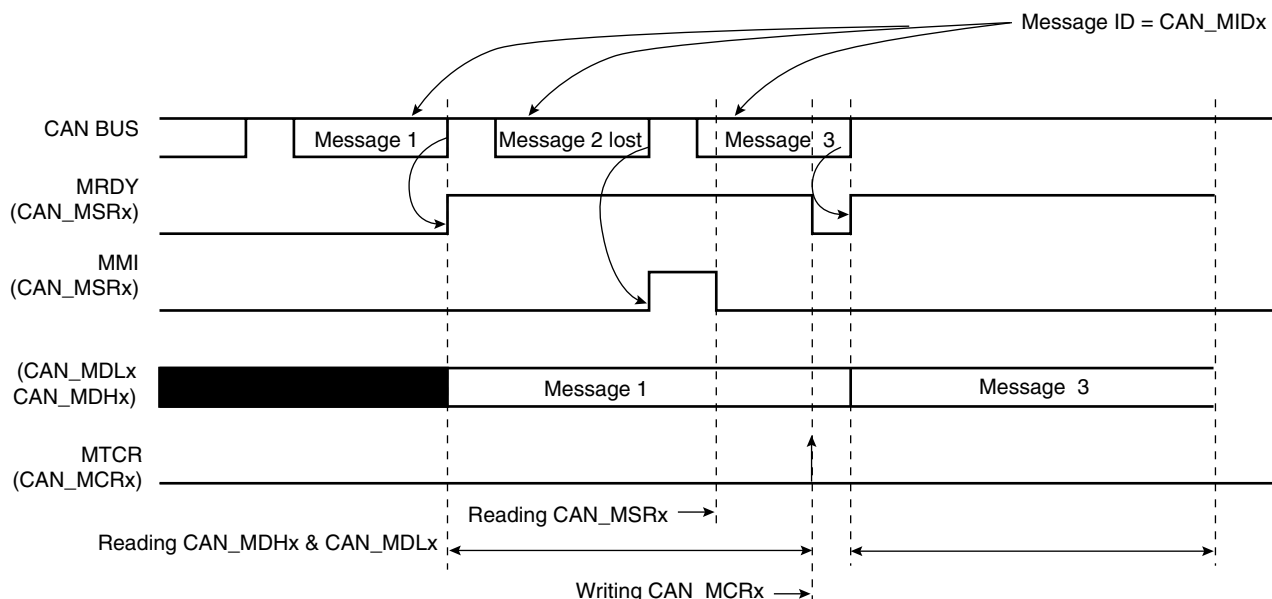 Message ID = CAN_MIDx
CAN BUS
Message 1
Message 2 lost
Message 3
MRDY
(CAN_MSRx)
MMI
(CAN_MSRx)
(CAN_MDLx
CAN_MDHx)
Message 1
Message 3
MTCR
(CAN_MCRx)
Reading CAN_MSRx
Reading CAN_MDHx & CAN_MDLx
Writing CAN_MCRx